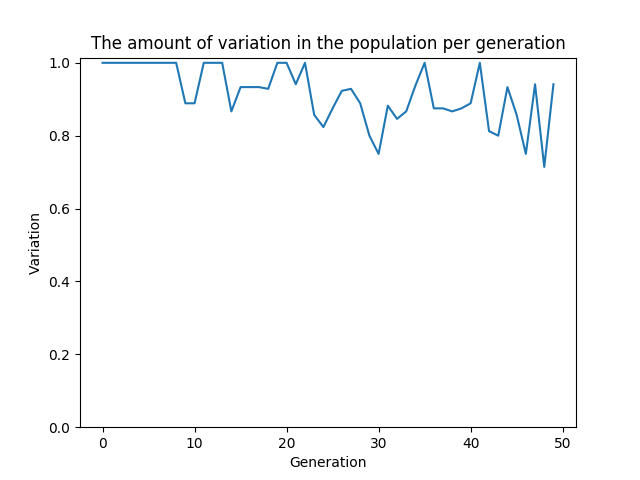 The amount of variation in the population per generation
1.0
0.8
0.6
0.4
0.2
0.0
Variation
0 10 20 30 40 50
Generation